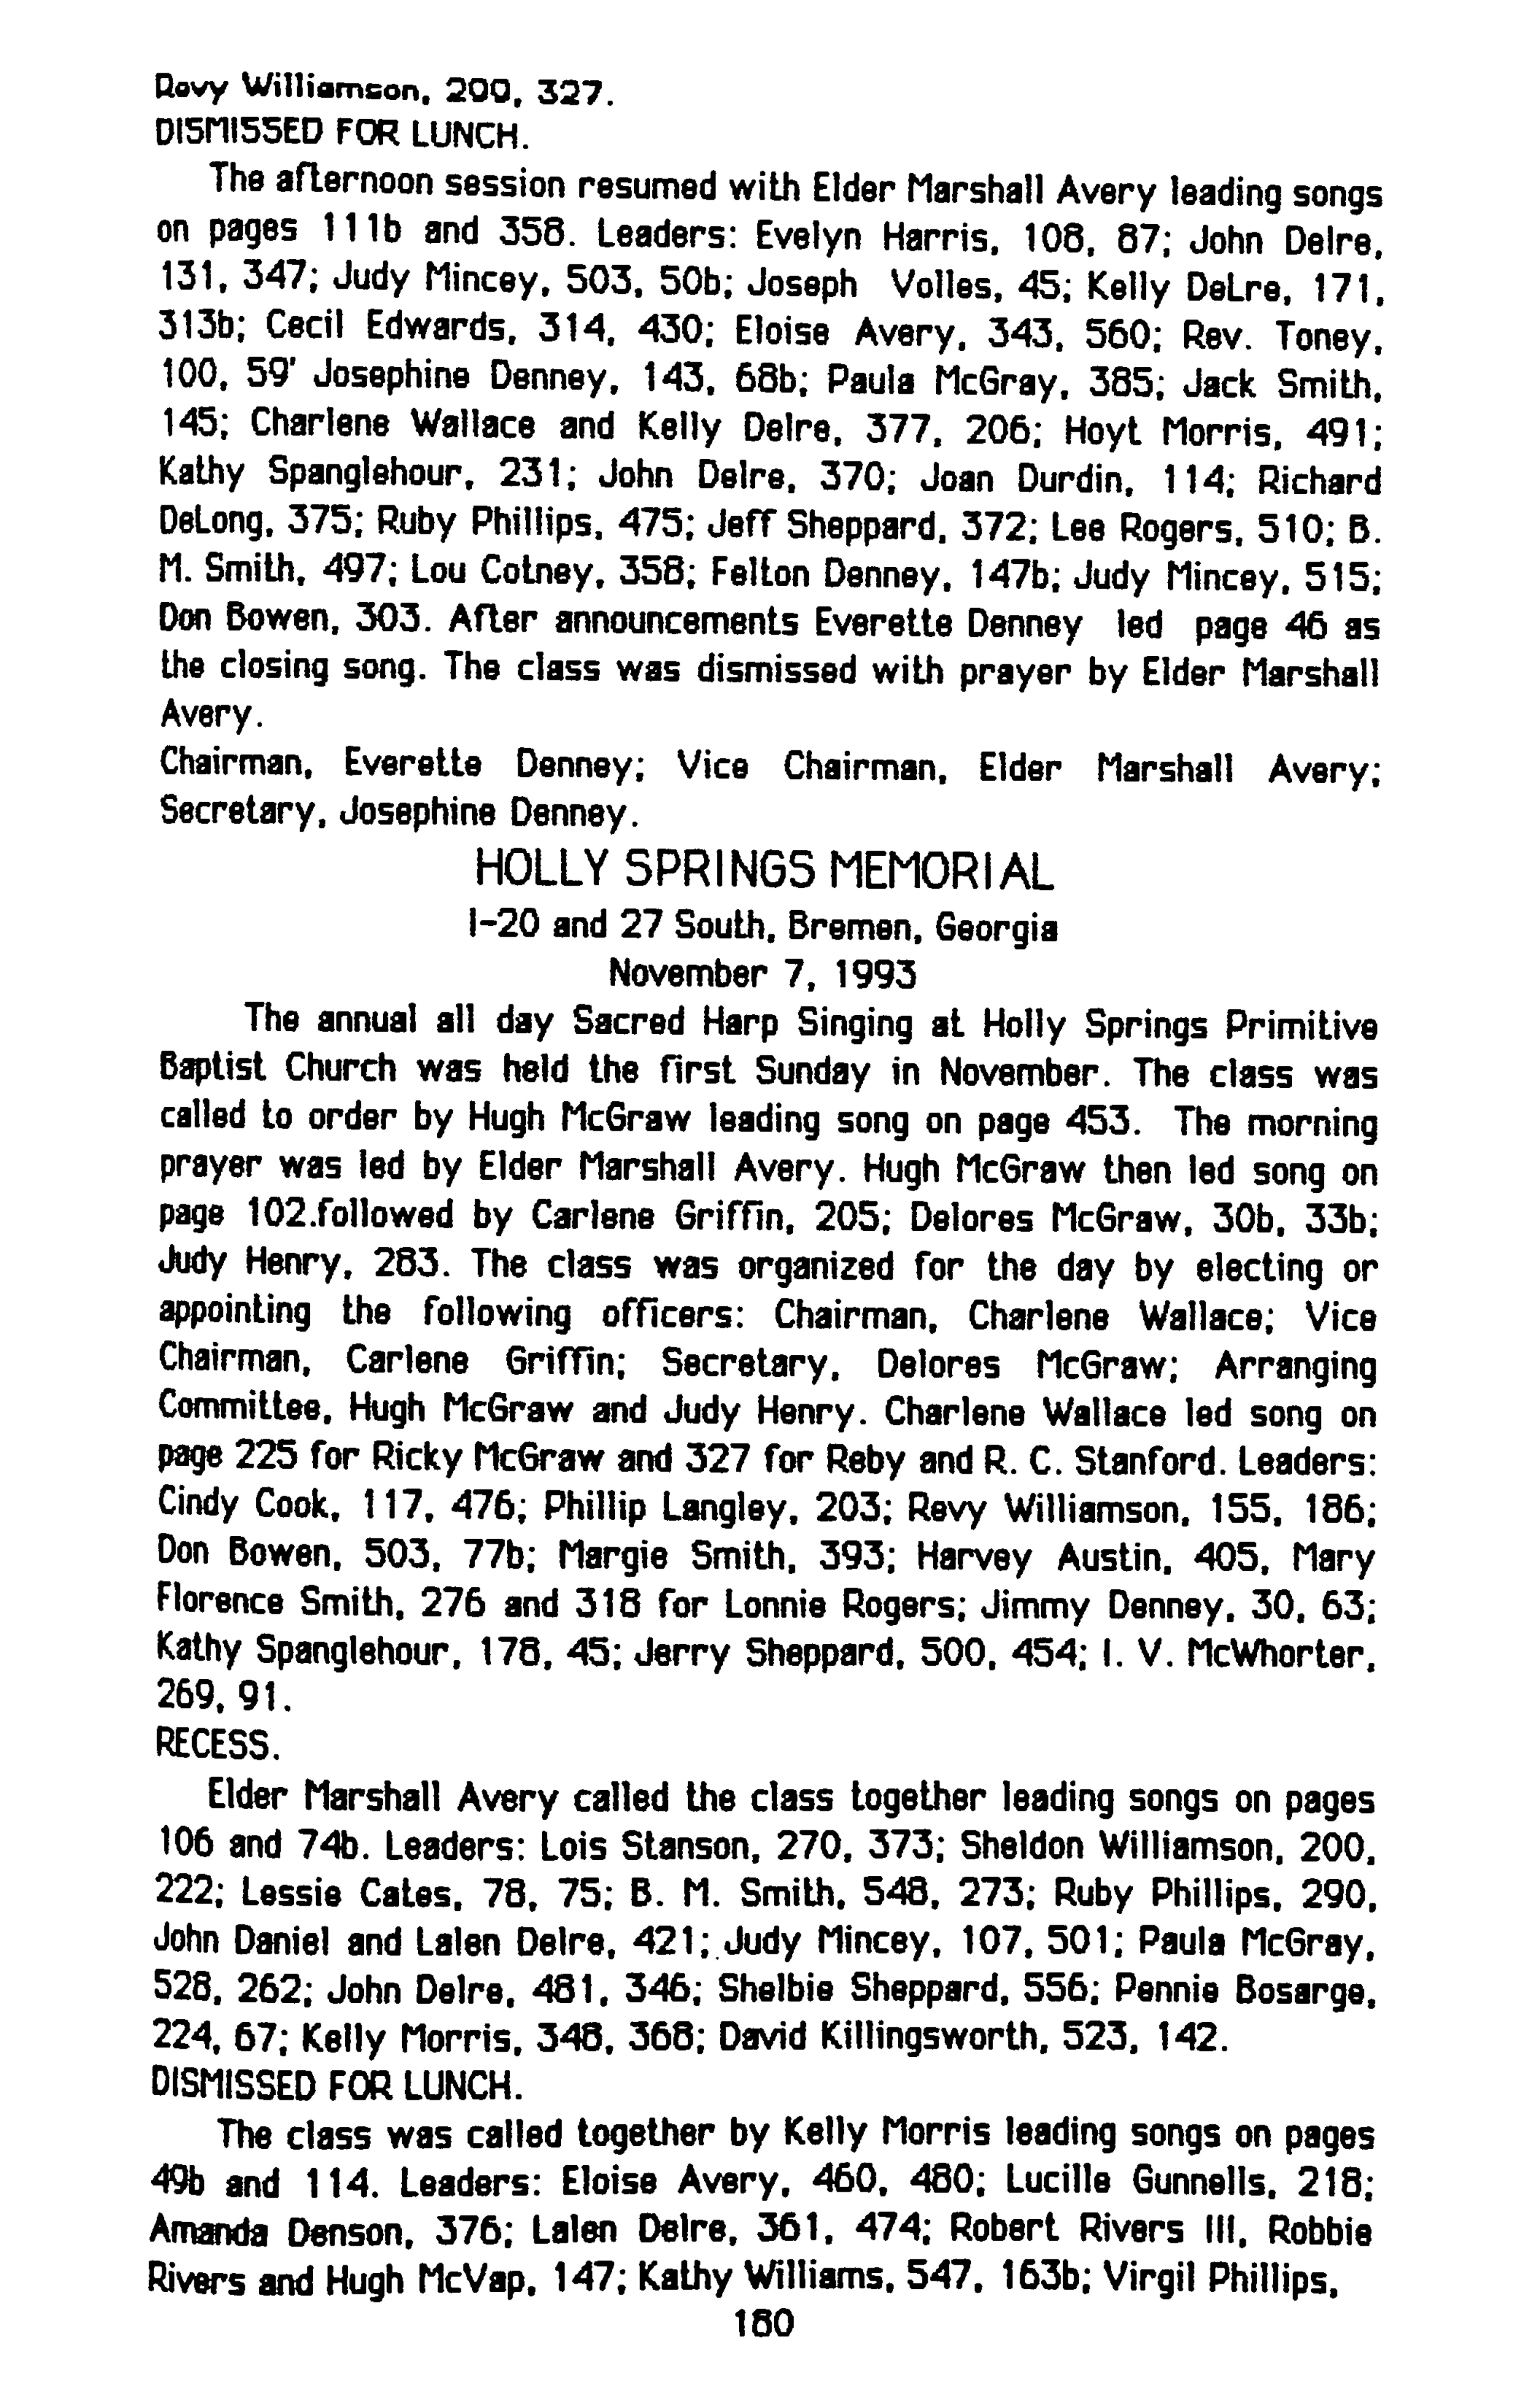 Revy Williamson, 200, 327.
DISMISSED FOR LUNCH.
The afternoon session resumed with Elder Marshall Avery leading songs
on pages 111b and 358. Leaders: Evelyn Harris, 108, 87; John Delre,
131, 347; Judy Mincey, 503, 50b; Joseph Volles, 45; Kelly DeLre, 171,
313b; Cecil Edwards, 314, 430; Eloise Avery, 343, 560; Rev. Toney,
100, 59' Josephine Denney, 143, 68b; Paula McGray, 385; Jack Smith,
145; Charlene Wallace and Kelly Delre, 377, 206; Hoyt Morris, 491;
Kathy Spanglehour, 231; John Delre, 370; Joan Durdin, 114; Richard
DeLong, 375; Ruby Phillips, 475; Jeff Sheppard, 372; Lee Rogers, 510; B.
M. Smith, 497; Lou Cotney, 358; Felton Denney, 147b; Judy Mincey, 515;
Don Bowen, 303. After announcements Everette Denney led page 46 as
the closing song. The class was dismissed with prayer by Elder Marshall
Avery.
Chairman, Everette Denney; Vice Chairman, Elder Marshall Avery;
Secretary, Josephine Denney.
HOLLY SPRINGS MEMORIAL
I-20 and 27 South, Bremen, Georgia
November 7, 1993
The annual all day Sacred Harp Singing at Holly Springs Primitive
Baptist Church was held the first Sunday in November. The class was
called to order by Hugh McGraw leading song on page 453. The morning
prayer was led by Elder Marshall Avery. Hugh McGraw then led song on
page 102.followed by Carlene Griffin, 205; Delores McGraw, 30b, 33b;
Judy Henry, 283. The class was organized for the day by electing or
appointing the following officers: Chairman, Charlene Wallace; Vice
Chairman, Carlene Griffin; Secretary, Delores McGraw; Arranging
Committee, Hugh McGraw and Judy Henry. Charlene Wallace led song on
page 225 for Ricky McGraw and 327 for Reby and R. C. Stanford. Leaders:
Cindy Cook, 117, 476; Phillip Langley, 203; Revy Williamson, 155, 186;
Don Bowen, 503, 77b; Margie Smith, 393; Harvey Austin, 405, Mary
Florence Smith, 276 and 318 for Lonnie Rogers; Jimmy Denney, 30, 63;
Kathy Spanglehour, 178, 45; Jerry Sheppard, 500, 454; I. V. McWhorter,
269, 91.
RECESS.
Elder Marshall Avery called the class together leading songs on pages
106 and 74b. Leaders: Lois Stanson, 270, 373; Sheldon Williamson, 200,
222; Lessie Cates, 78, 75; B. M. Smith, 548, 273; Ruby Phillips, 290,
John Daniel and Lalen Delre, 421; Judy Mincey, 107, 501; Paula McGray,
528, 262; John Delre, 481, 346; Shelbie Sheppard, 556; Pennie Bosarge,
224, 67; Kelly Morris, 348, 368; David Killingsworth, 523, 142.
DISMISSED FOR LUNCH.
The class was called together by Kelly Morris leading songs on pages
49b and 114. Leaders: Eloise Avery, 460, 480; Lucille Gunnells, 218;
Amanda Denson, 376; Lalen Delre, 361, 474; Robert Rivers III, Robbie
Rivers and Hugh McVap, 147; Kathy Williams, 547, 163b; Virgil Phillips,
180